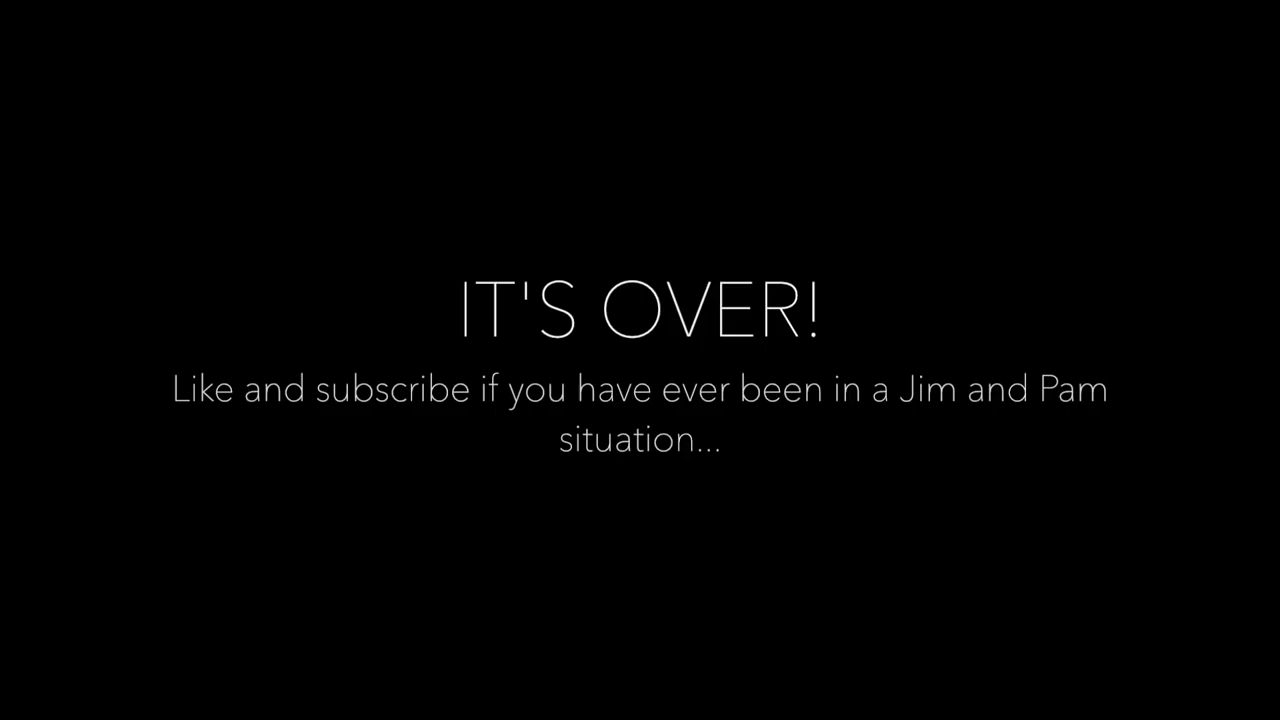 IT'S OVER!
Like and subscribe if you have ever been in a Jim and Pam
situation...